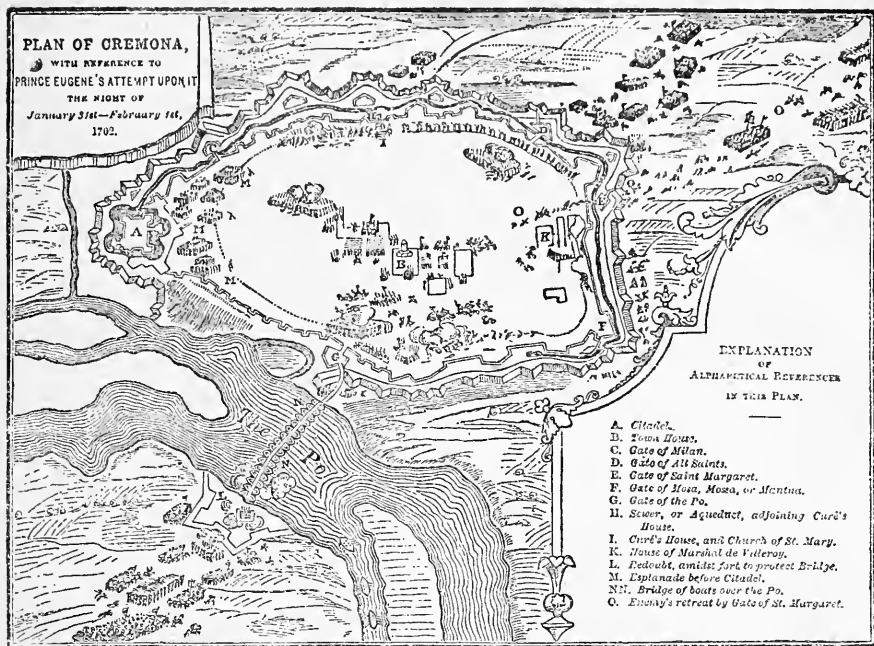 PLAN OF CREMONA,
WITH REFERENCE TO
PRINCE EUGENE'S ATTEMPT UPON IT
THE NIGHT OF
January 31st—February 1st,
1702.
I
O
M
A
M
O
K
B
M
F
N
The
Po
N
L
EXPLANATION
OF
ALPHABETICAL REFERENCES
IN THIS PLAN.
A. Citadel.
B. Town House.
C. Gate of Milan.
D. Gate of All Saints.
E. Gate of Saint Margaret.
F. Gate of Mosa, Mossa, or Mantua.
G. Gate of the Po.
H. Sewer, or Aqueduct, adjoining Curé's
House.
I. Curé's House, and Church of St. Mary.
K. House of Marshal de Villeroy.
L. Redoubt, amidst fort to protect Bridge.
M. Esplanade before Citadel.
NN. Bridge of boats over the Po.
O. Enemy's retreat by Gate of St. Margaret.